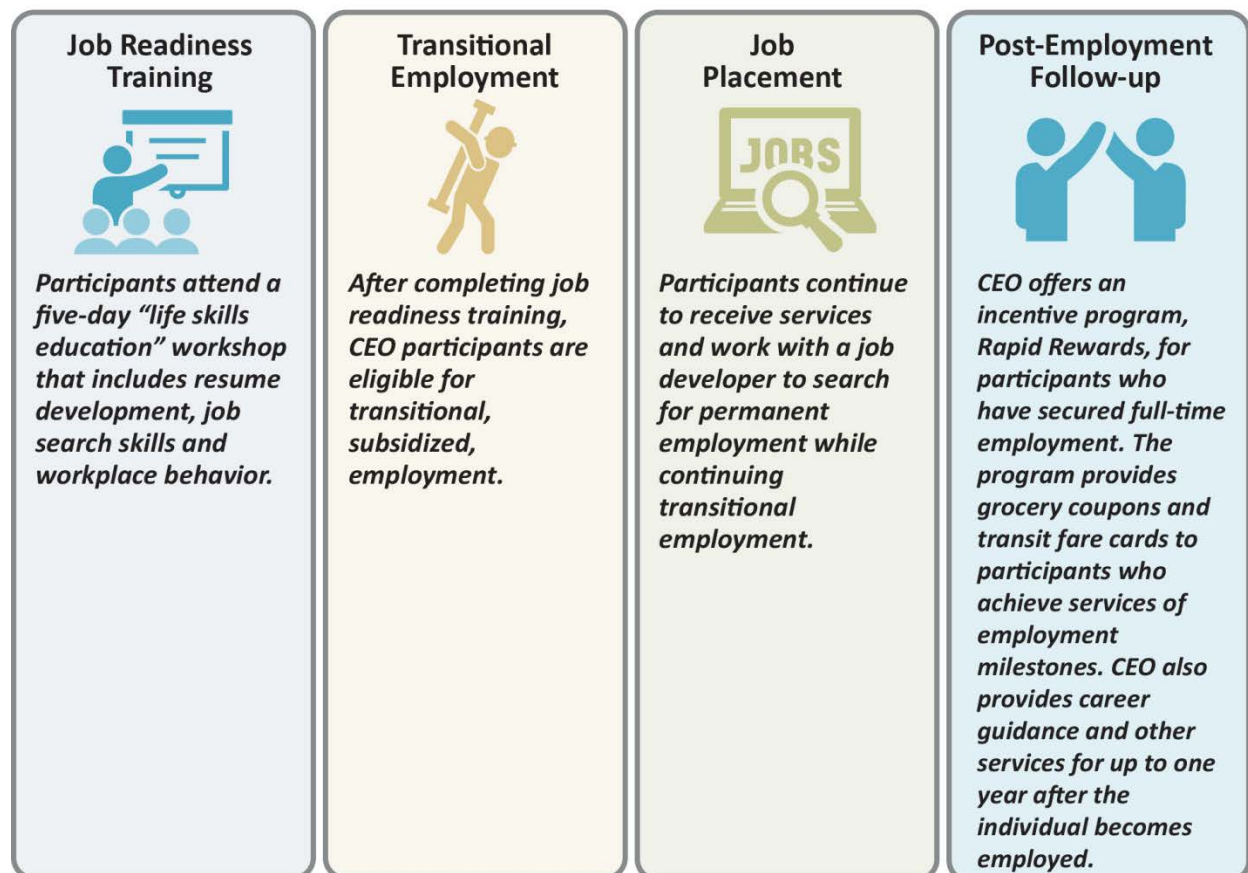 Job Readiness
Training
Participants attend a
five-day “life skills
education” workshop
that includes resume
development, job
search skills and
workplace behavior.
Transitional
Employment
After completing job
readiness training,
CEO participants are
eligible for
transitional,
subsidized,
employment.
Job
Placement
JOBS
Participants continue
to receive services
and work with a job
developer to search
for permanent
employment while
continuing
transitional
employment.
Post-Employment
Follow-up
CEO offers an
incentive program,
Rapid Rewards, for
participants who
have secured full-time
employment. The
program provides
grocery coupons and
transit fare cards to
participants who
achieve services of
employment
milestones. CEO also
provides career
guidance and other
services for up to one
year after the
individual becomes
employed.